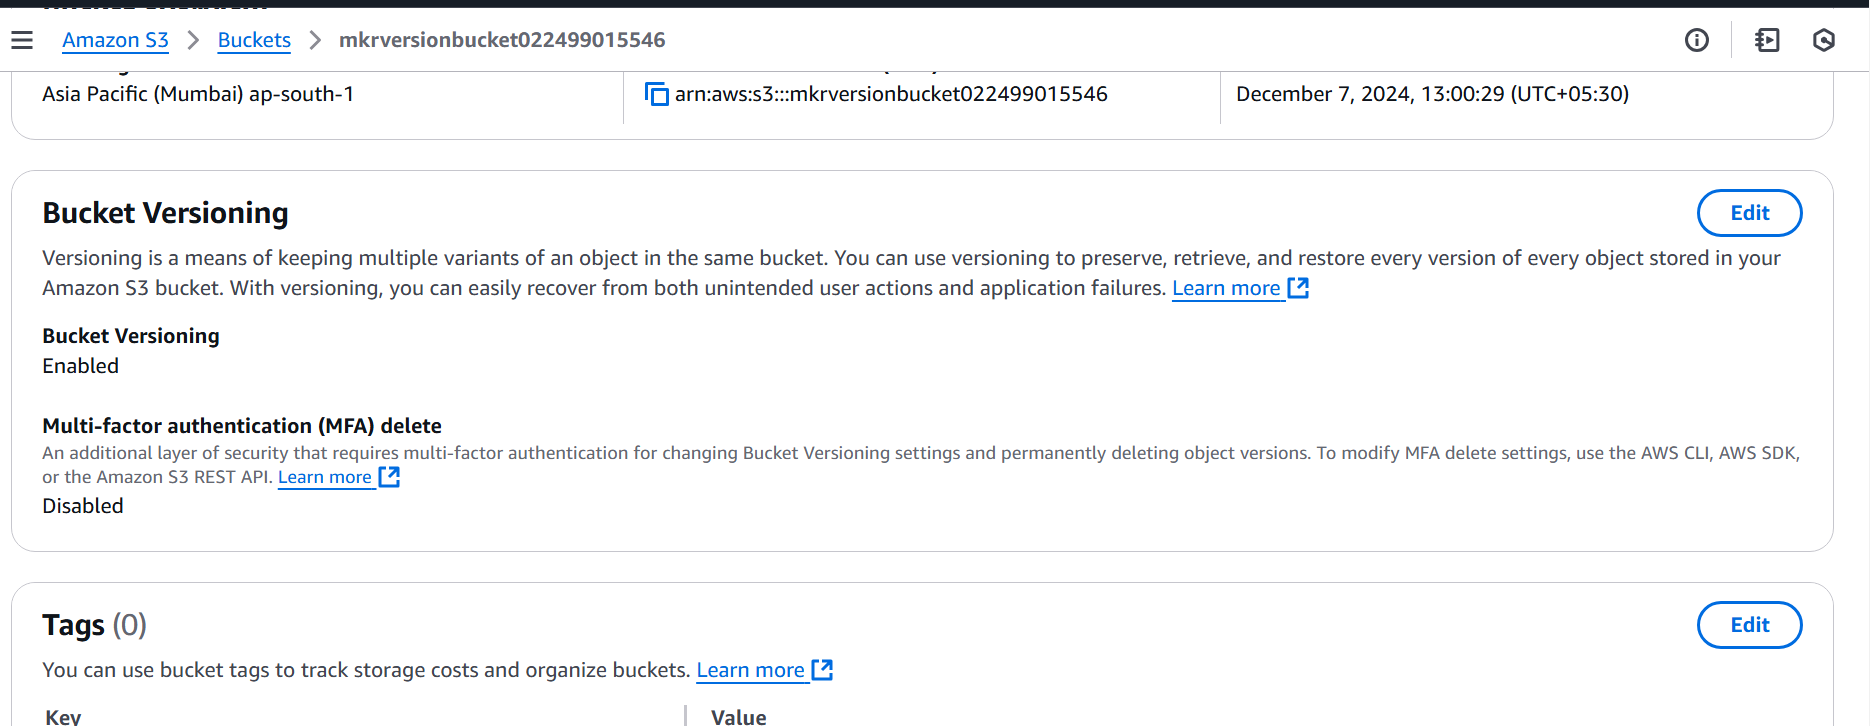 Amazon S3 > Buckets > mkrversionbucket022499015546
Asia Pacific (Mumbai) ap-south-1
arn:aws:s3:::mkrversionbucket022499015546
December 7, 2024, 13:00:29 (UTC+05:30)
Bucket Versioning
Edit
Versioning is a means of keeping multiple variants of an object in the same bucket. You can use versioning to preserve, retrieve, and restore every version of every object stored in your
Amazon S3 bucket. With versioning, you can easily recover from both unintended user actions and application failures. Learn more
Bucket Versioning
Enabled
Multi-factor authentication (MFA) delete
An additional layer of security that requires multi-factor authentication for changing Bucket Versioning settings and permanently deleting object versions. To modify MFA delete settings, use the AWS CLI, AWS SDK,
or the Amazon S3 REST API. Learn more
Disabled
Tags (0)
Edit
You can use bucket tags to track storage costs and organize buckets. Learn more
Key
Value